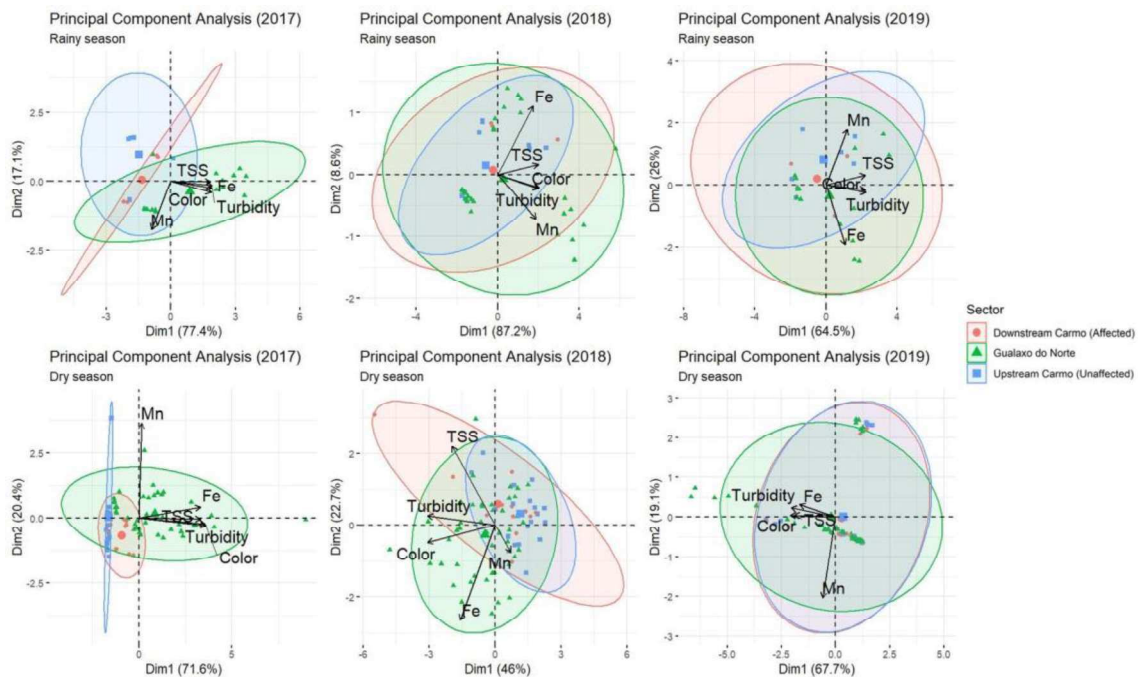 Principal Component Analysis (2017)
Rainy season
Dim2 (17.1%)
2.5
0.0
-2.5
TSS
Fe
Color
Turbidity
Mn
-3
0
3
6
Dim1 (77.4%)
Principal Component Analysis (2018)
Rainy season
Dim2 (8.6%)
1
0
-1
-2
Fe
TSS
Color
Turbidity
Mn
-4
0
4
Dim1 (87.2%)
Principal Component Analysis (2019)
Rainy season
Dim2 (26%)
4
2
0
-2
Mn
TSS
Color
Turbidity
Fe
-8
-4
0
4
Dim1 (64.5%)
Sector
Downstream Carmo (Affected)
Gualaxo do Norte
Upstream Carmo (Unaffected)
Principal Component Analysis (2017)
Dry season
Dim2 (20.4%)
2.5
0.0
-2.5
Mn
Fe
TSS
Turbidity
Color
0
5
Dim1 (71.6%)
Principal Component Analysis (2018)
Dry season
Dim2 (22.7%)
2
0
-2
TSS
Turbidity
Color
Mn
Fe
-3
0
3
6
Dim1 (46%)
Principal Component Analysis (2019)
Dry season
Dim2 (19.1%)
3
2
1
0
-1
-2
-3
Turbidity
Fe
Color
TSS
Mn
-5.0
-2.5
0.0
2.5
5.0
Dim1 (67.7%)